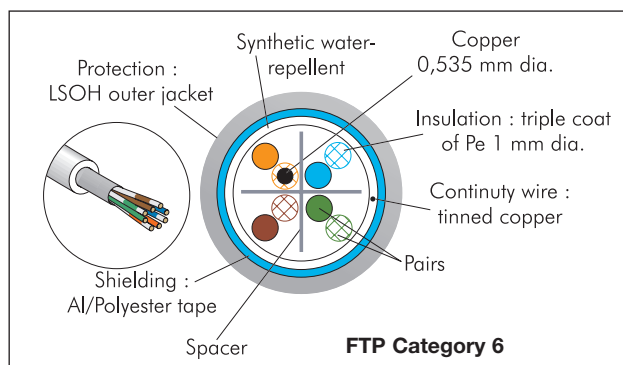 Synthetic water-
repellent
Copper
0,535 mm dia.
Protection :
LSOH outer jacket
Insulation : triple coat
of Pe 1 mm dia.
Continuty wire :
tinned copper
Pairs
Shielding :
Al/Polyester tape
Spacer
FTP Category 6